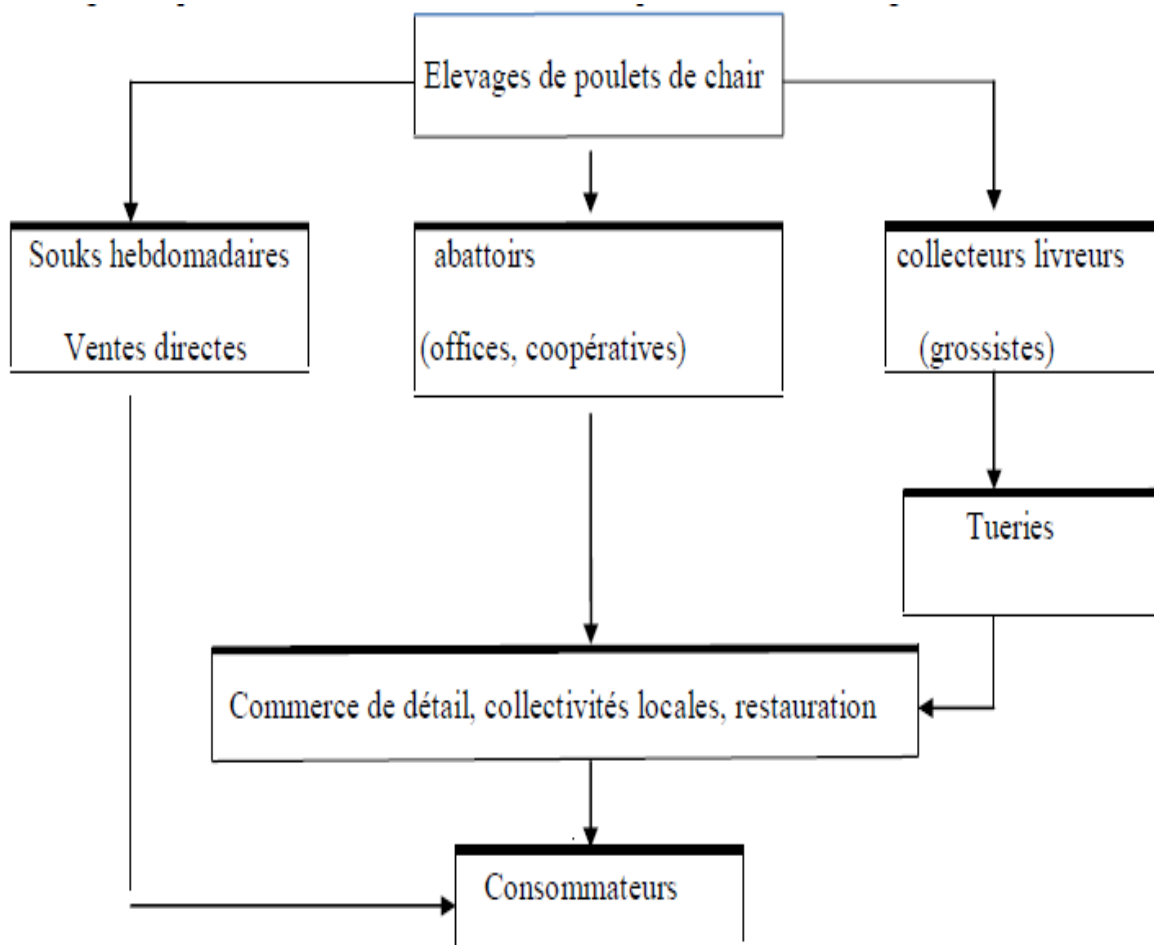 Elevages de poulets de chair
Souks hebdomadaires
Ventes directes
abattoirs
(offices, coopératives)
collecteurs livreurs
(grossistes)
Tueries
Commerce de détail, collectivités locales, restauration
Consommateurs